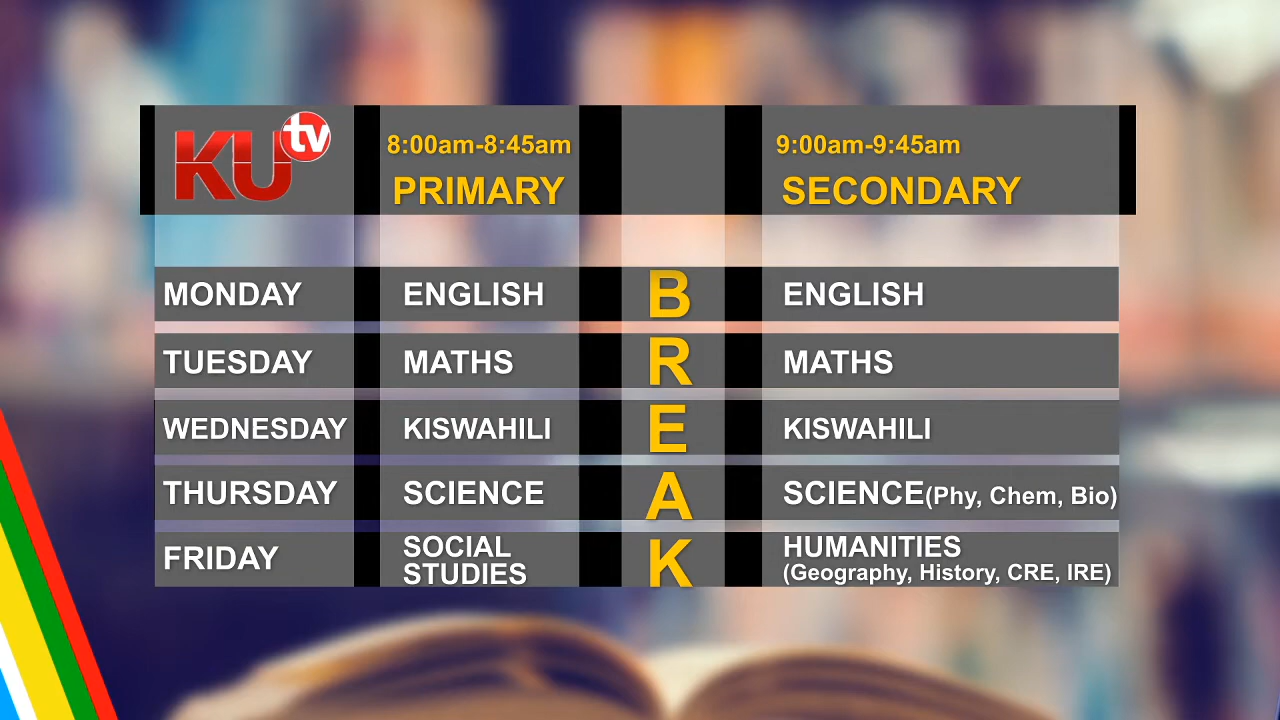 KU tv
8:00am-8:45am
9:00am-9:45am
PRIMARY
SECONDARY
MONDAY
ENGLISH
B
ENGLISH
TUESDAY
MATHS
R
MATHS
WEDNESDAY
KISWAHILI
E
KISWAHILI
THURSDAY
SCIENCE
A
SCIENCE(Phy, Chem, Bio)
FRIDAY
SOCIAL
STUDIES
K
HUMANITIES
(Geography, History, CRE, IRE)